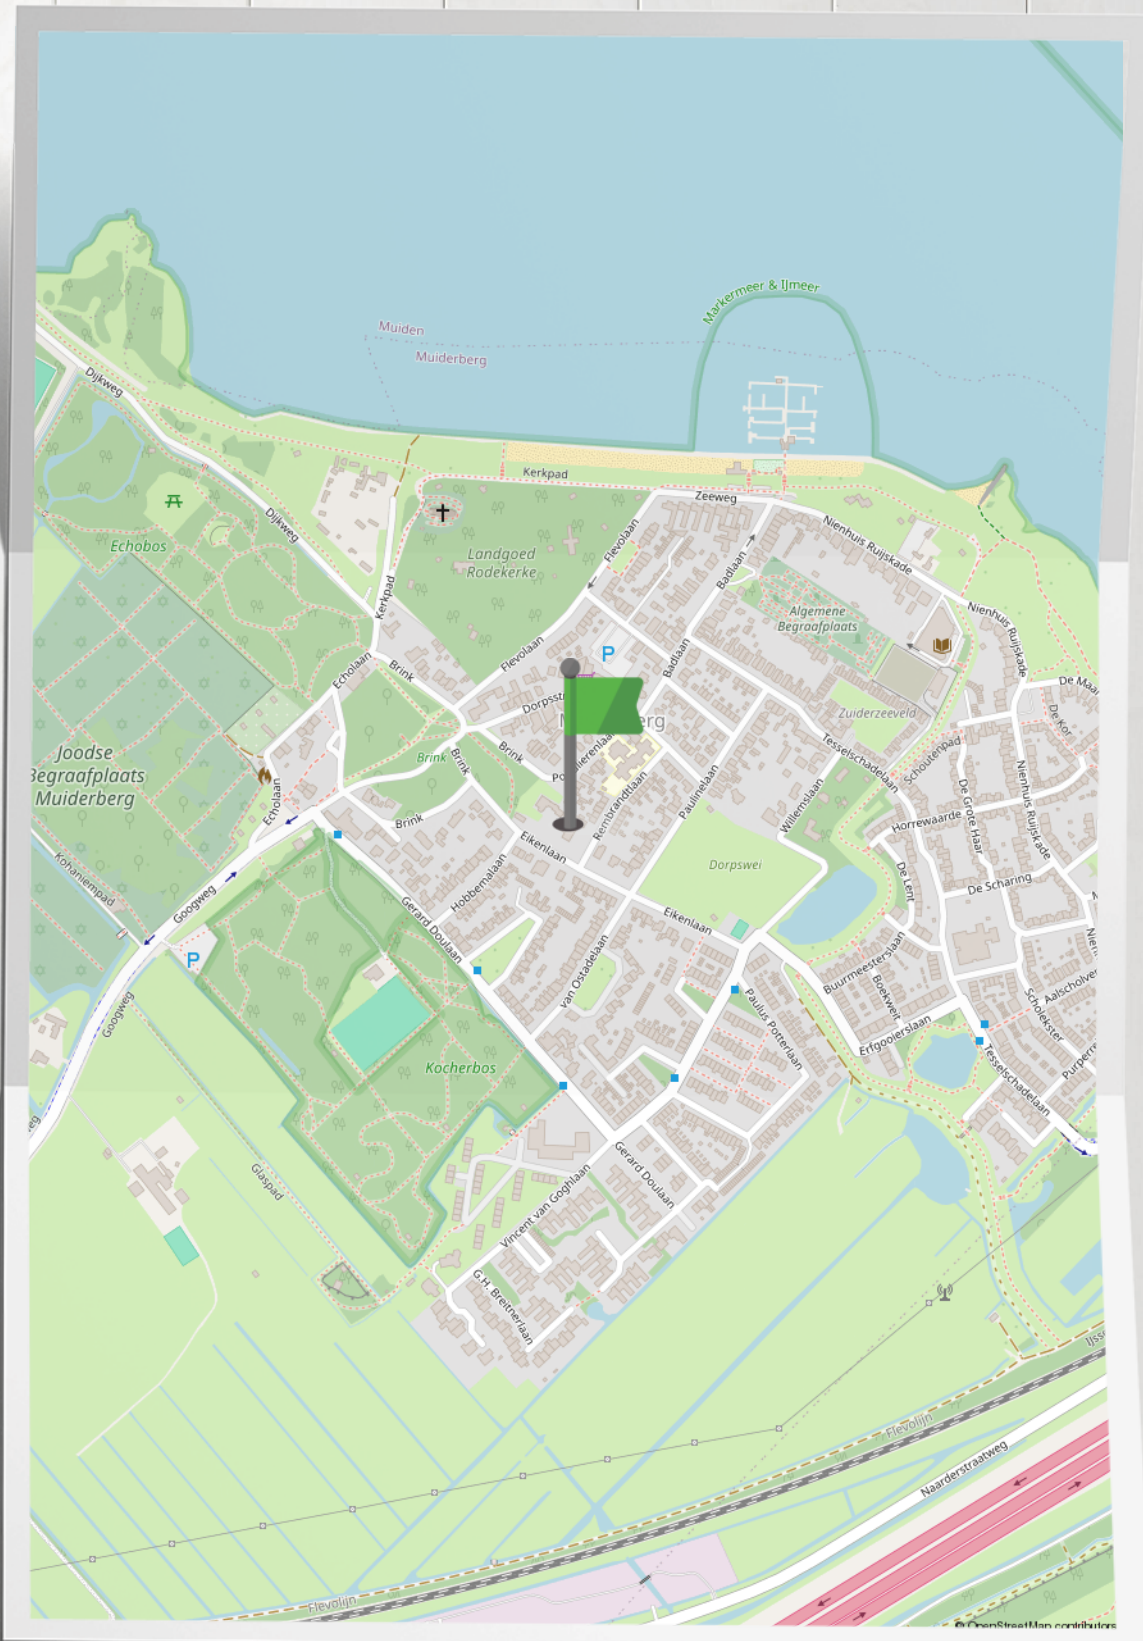 Markermeer & IJmeer
Muiden
Muiderberg
Dijkweg
Kerkpad
Zeeweg
Dijkweg
Echobos
Landgoed
Rodekerke
Flevolaan
Badlaan
Nienhuis Ruijskade
Kerkpad
Algemene
Begraafplaats
Nienhuis Ruijskade
P
Echolaan
Brink
Flevolaan
Badlaan
De Maar
Dorpsstr
Zuiderzeeveld
De Kor
Brink
Brink
Brink
Tesselschadelaan
Schoutenpad
Joodse
Begraafplaats
Muiderberg
Echolaan
Rembrandtlaan
Paulinelaan
Willemslaan
De Grote Haar
Nienhuis Ruijskade
Brink
Horrewaarde
Eikenlaan
Dorpswei
De Lent
De Scharing
Kohaniempad
Googweg
Hobbemalaan
Gerard Doulaan
Eikenlaan
P
van Ostadelaan
Buurmeesterslaan
Boekweit
Googweg
Paulus Potterlaan
Erfgooierslaan
Scholekster
Aalscholver
Kocherbos
Tesselschadelaan
Purperr
Glaspad
Gerard Doulaan
Vincent van Goghlaan
G.H. Breitnerlaan
Flevolijn
Naarderstraatweg
Flevolijn
© OpenStreetMap contributors